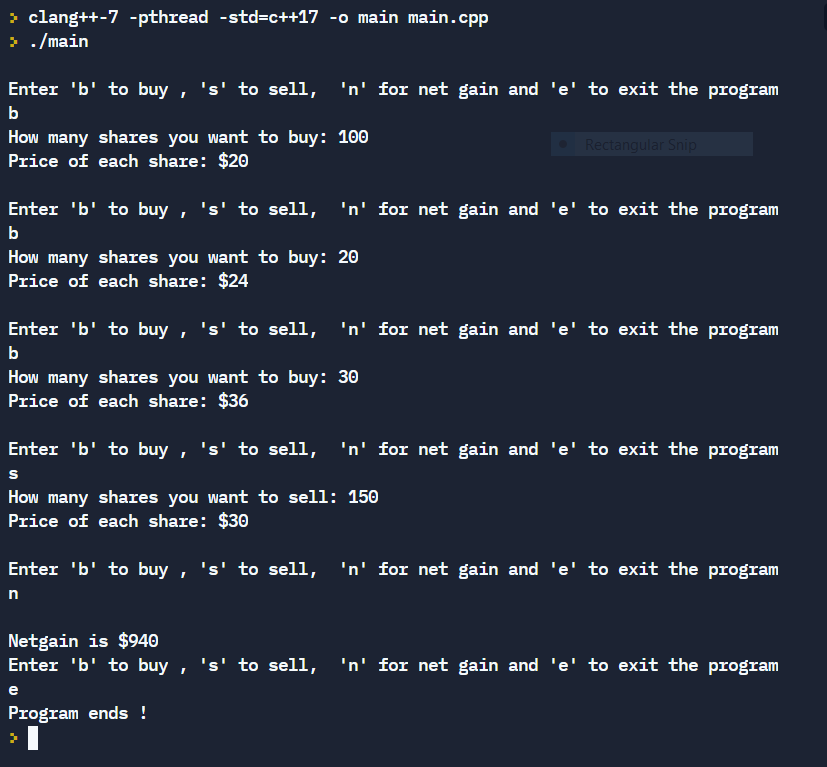 > clang++-7 -pthread -std=c++17 -o main main.cpp
> ./main
Enter 'b' to buy , 's' to sell,  'n' for net gain and 'e' to exit the program
b
How many shares you want to buy: 100
Rectangular Snip
Price of each share: $20
Enter 'b' to buy , 's' to sell,  'n' for net gain and 'e' to exit the program
b
How many shares you want to buy: 20
Price of each share: $24
Enter 'b' to buy , 's' to sell,  'n' for net gain and 'e' to exit the program
b
How many shares you want to buy: 30
Price of each share: $36
Enter 'b' to buy , 's' to sell,  'n' for net gain and 'e' to exit the program
s
How many shares you want to sell: 150
Price of each share: $30
Enter 'b' to buy , 's' to sell,  'n' for net gain and 'e' to exit the program
n
Netgain is $940
Enter 'b' to buy , 's' to sell,  'n' for net gain and 'e' to exit the program
e
Program ends !
>